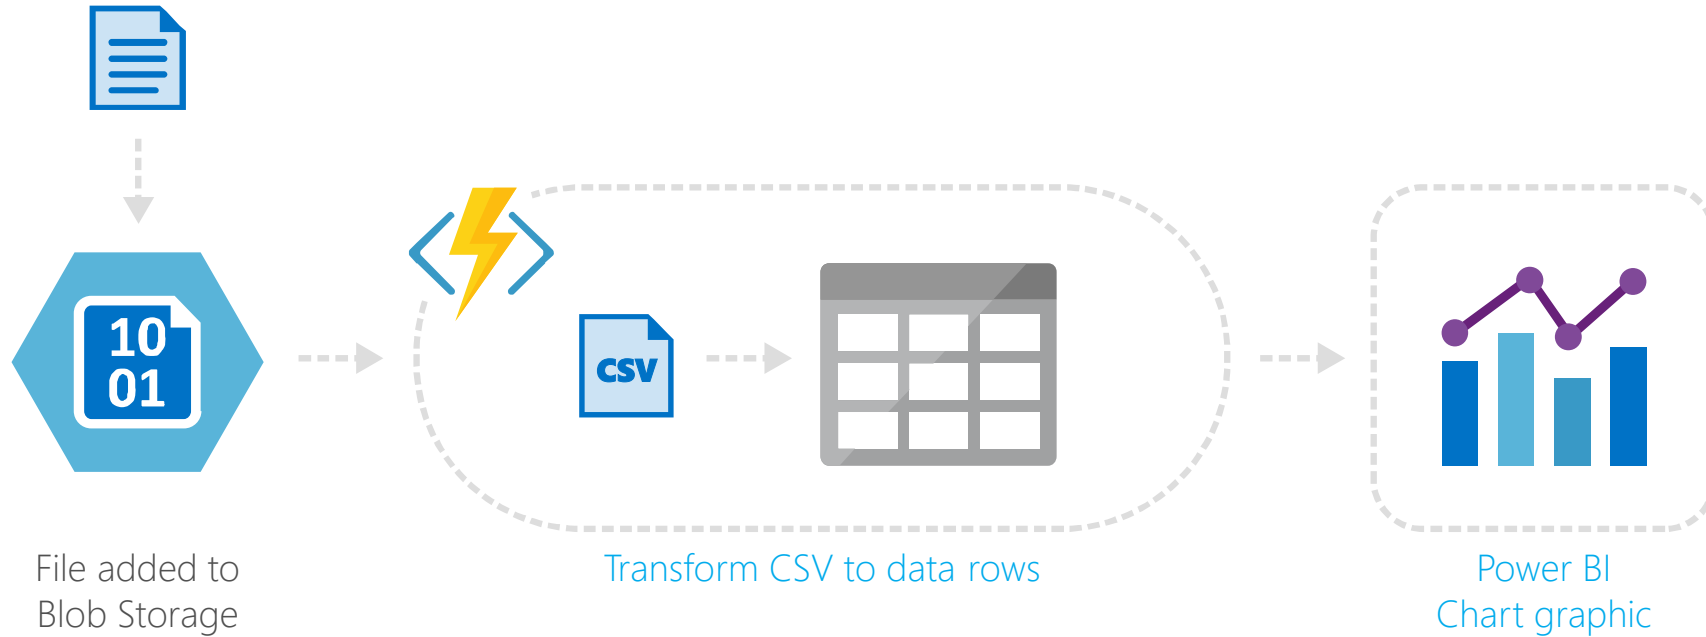 10
01
CSV
File added to
Blob Storage
Transform CSV to data rows
Power BI
Chart graphic